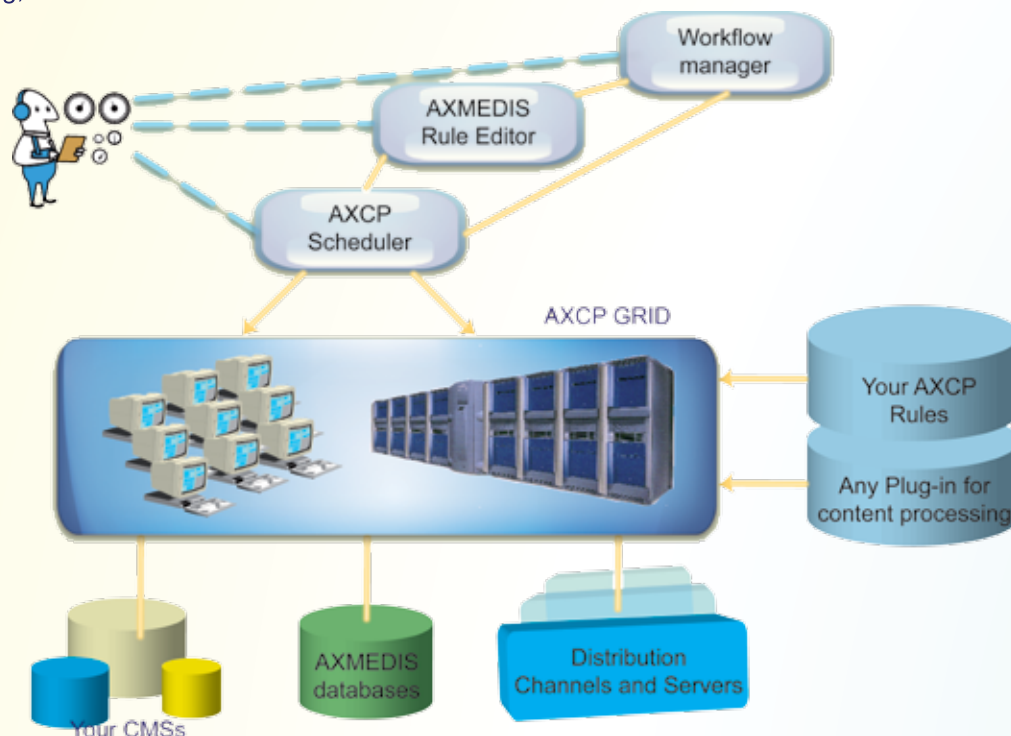 Workflow
manager
AXMEDIS
Rule Editor
AXCP
Scheduler
AXCP GRID
Your AXCP
Rules
Any Plug-in for
content processing
AXMEDIS
databases
Distribution
Channels and Servers
Your CMSs